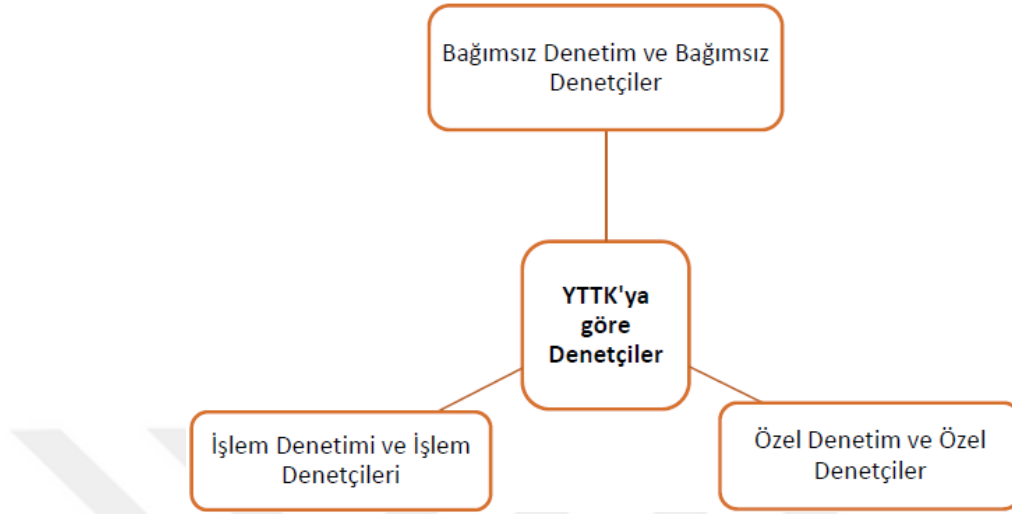 Bağımsız Denetim ve Bağımsız
Denetçiler
YTTK'ya
göre
Denetçiler
İşlem Denetimi ve İşlem
Denetçileri
Özel Denetim ve Özel
Denetçiler